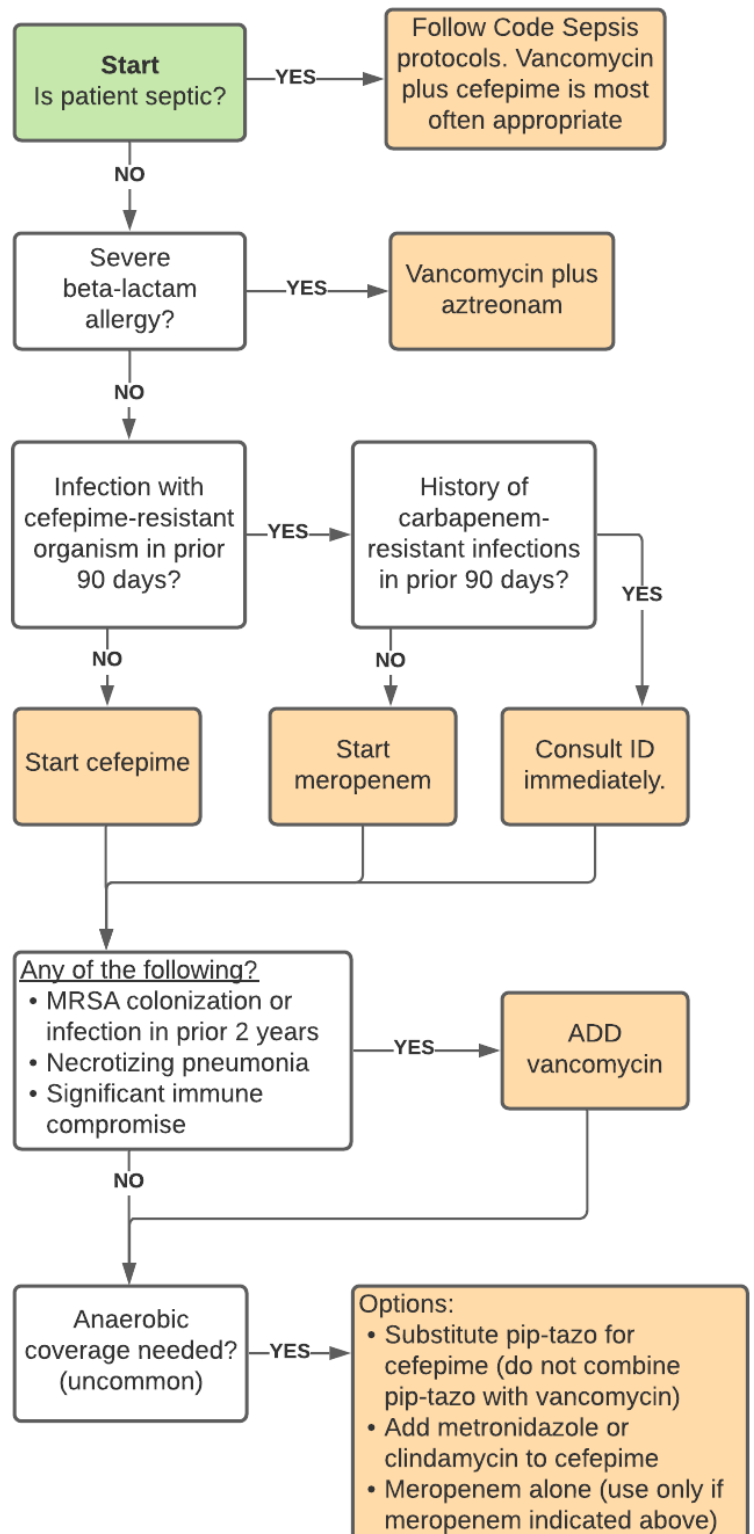 Start
Is patient septic?
YES
Follow Code Sepsis
protocols. Vancomycin
plus cefepime is most
often appropriate
NO
Severe
beta-lactam
allergy?
YES
Vancomycin plus
aztreonam
NO
Infection with
cefepime-resistant
organism in prior
90 days?
YES
History of
carbapenem-
resistant infections
in prior 90 days?
YES
NO
NO
Start cefepime
Start
meropenem
Consult ID
immediately.
Any of the following?
• MRSA colonization or
infection in prior 2 years
• Necrotizing pneumonia
• Significant immune
compromise
YES
ADD
vancomycin
NO
Anaerobic
coverage needed?
(uncommon)
YES
Options:
• Substitute pip-tazo for
cefepime (do not combine
pip-tazo with vancomycin)
• Add metronidazole or
clindamycin to cefepime
• Meropenem alone (use only if
meropenem indicated above)